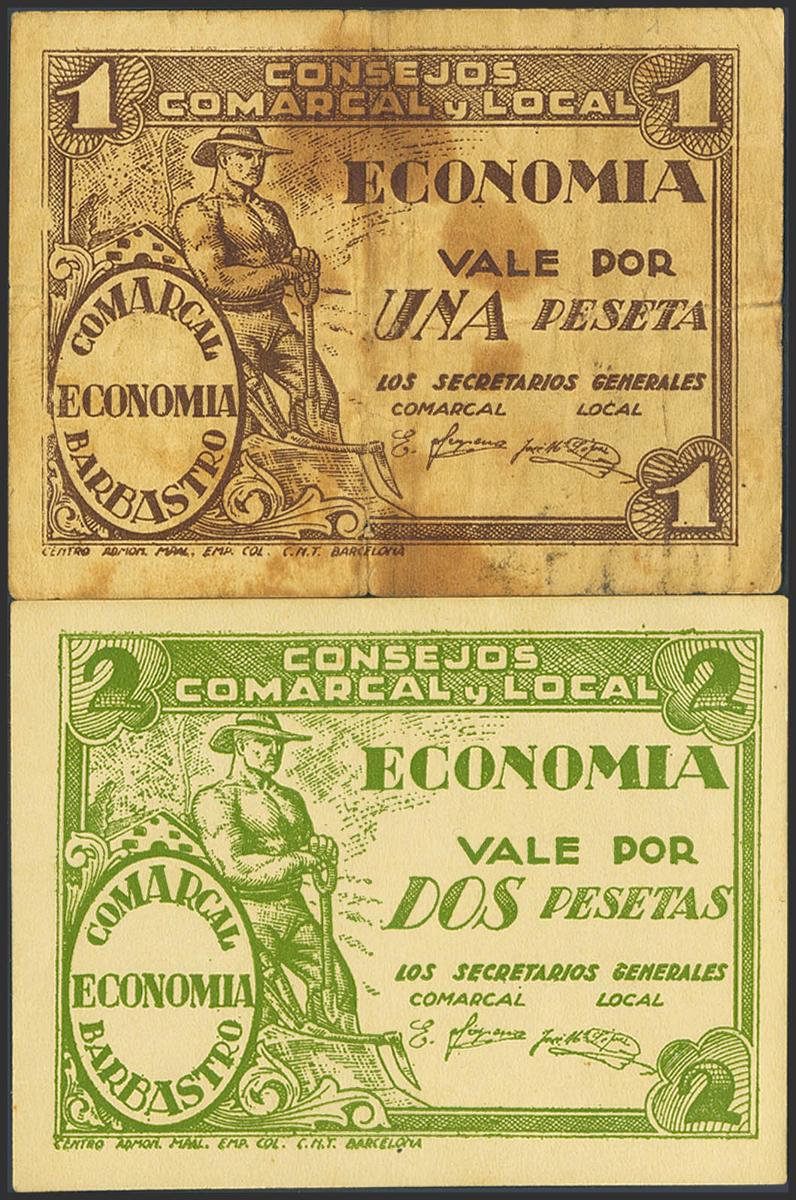 1 CONSEJOS 1
COMARCAL y LOCAL
ECONOMIA
VALE POR
UNA PESETA
COMARCAL
ECONOMIA
BARBASTRO
LOS SECRETARIOS GENERALES
COMARCAL LOCAL
E.
1
CENTRO ADMON. MPAL. EMP. COL. C.N.T. BARCELONA
2 CONSEJOS 2
COMARCAL y LOCAL
ECONOMIA
VALE POR
DOS PESETAS
COMARCAL
ECONOMIA
BARBASTRO
LOS SECRETARIOS GENERALES
COMARCAL LOCAL
E.
2
CENTRO ADMON. MPAL. EMP. COL. C.N.T. BARCELONA